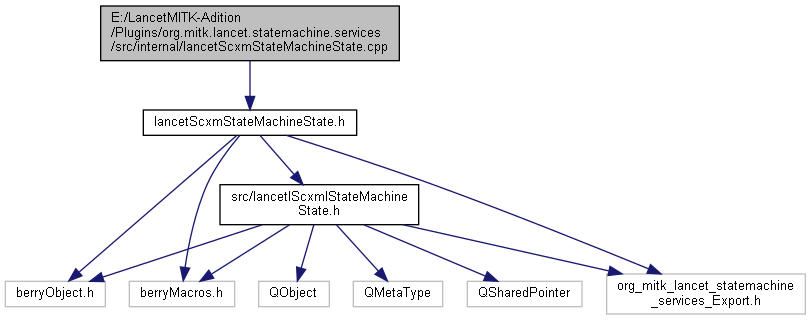 E:/LancetMITK-Adition
/Plugins/org.mitk.lancet.statemachine.services
/src/internal/lancetScxmStateMachineState.cpp
lancetScxmStateMachineState.h
src/lancetIScxmlStateMachine
State.h
berryObject.h
berryMacros.h
QObject
QMetaType
QSharedPointer
org_mitk_lancet_statemachine
_services_Export.h